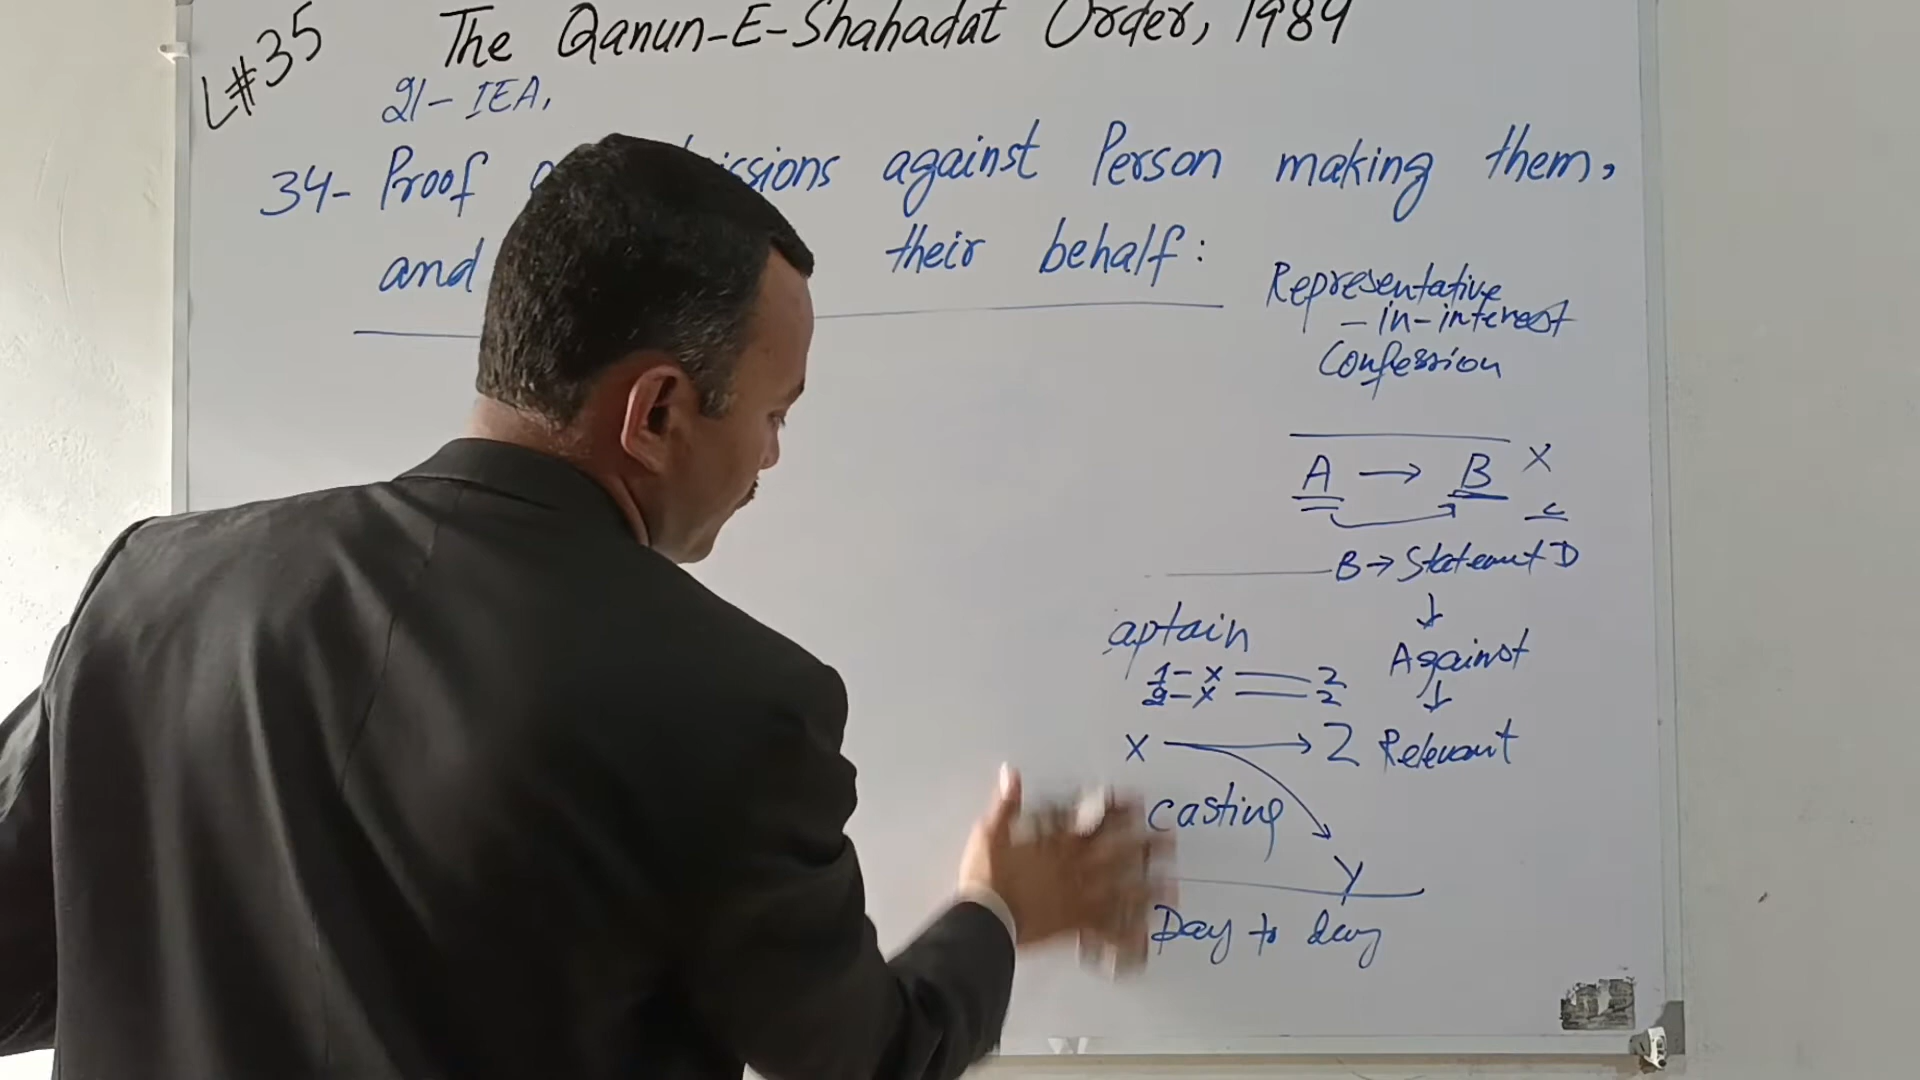 L#35
The Qanun-E-Shahadat Order, 1984
21- IEA,
34- Proof issions against Person making them,
and their behalf:
Representative
-in-interest
Confession
A → B X
B → Statement D
↓
aptain
Against
1- x 2
2- x 2
↓
X → Z Relevant
casting
Y
Day to day